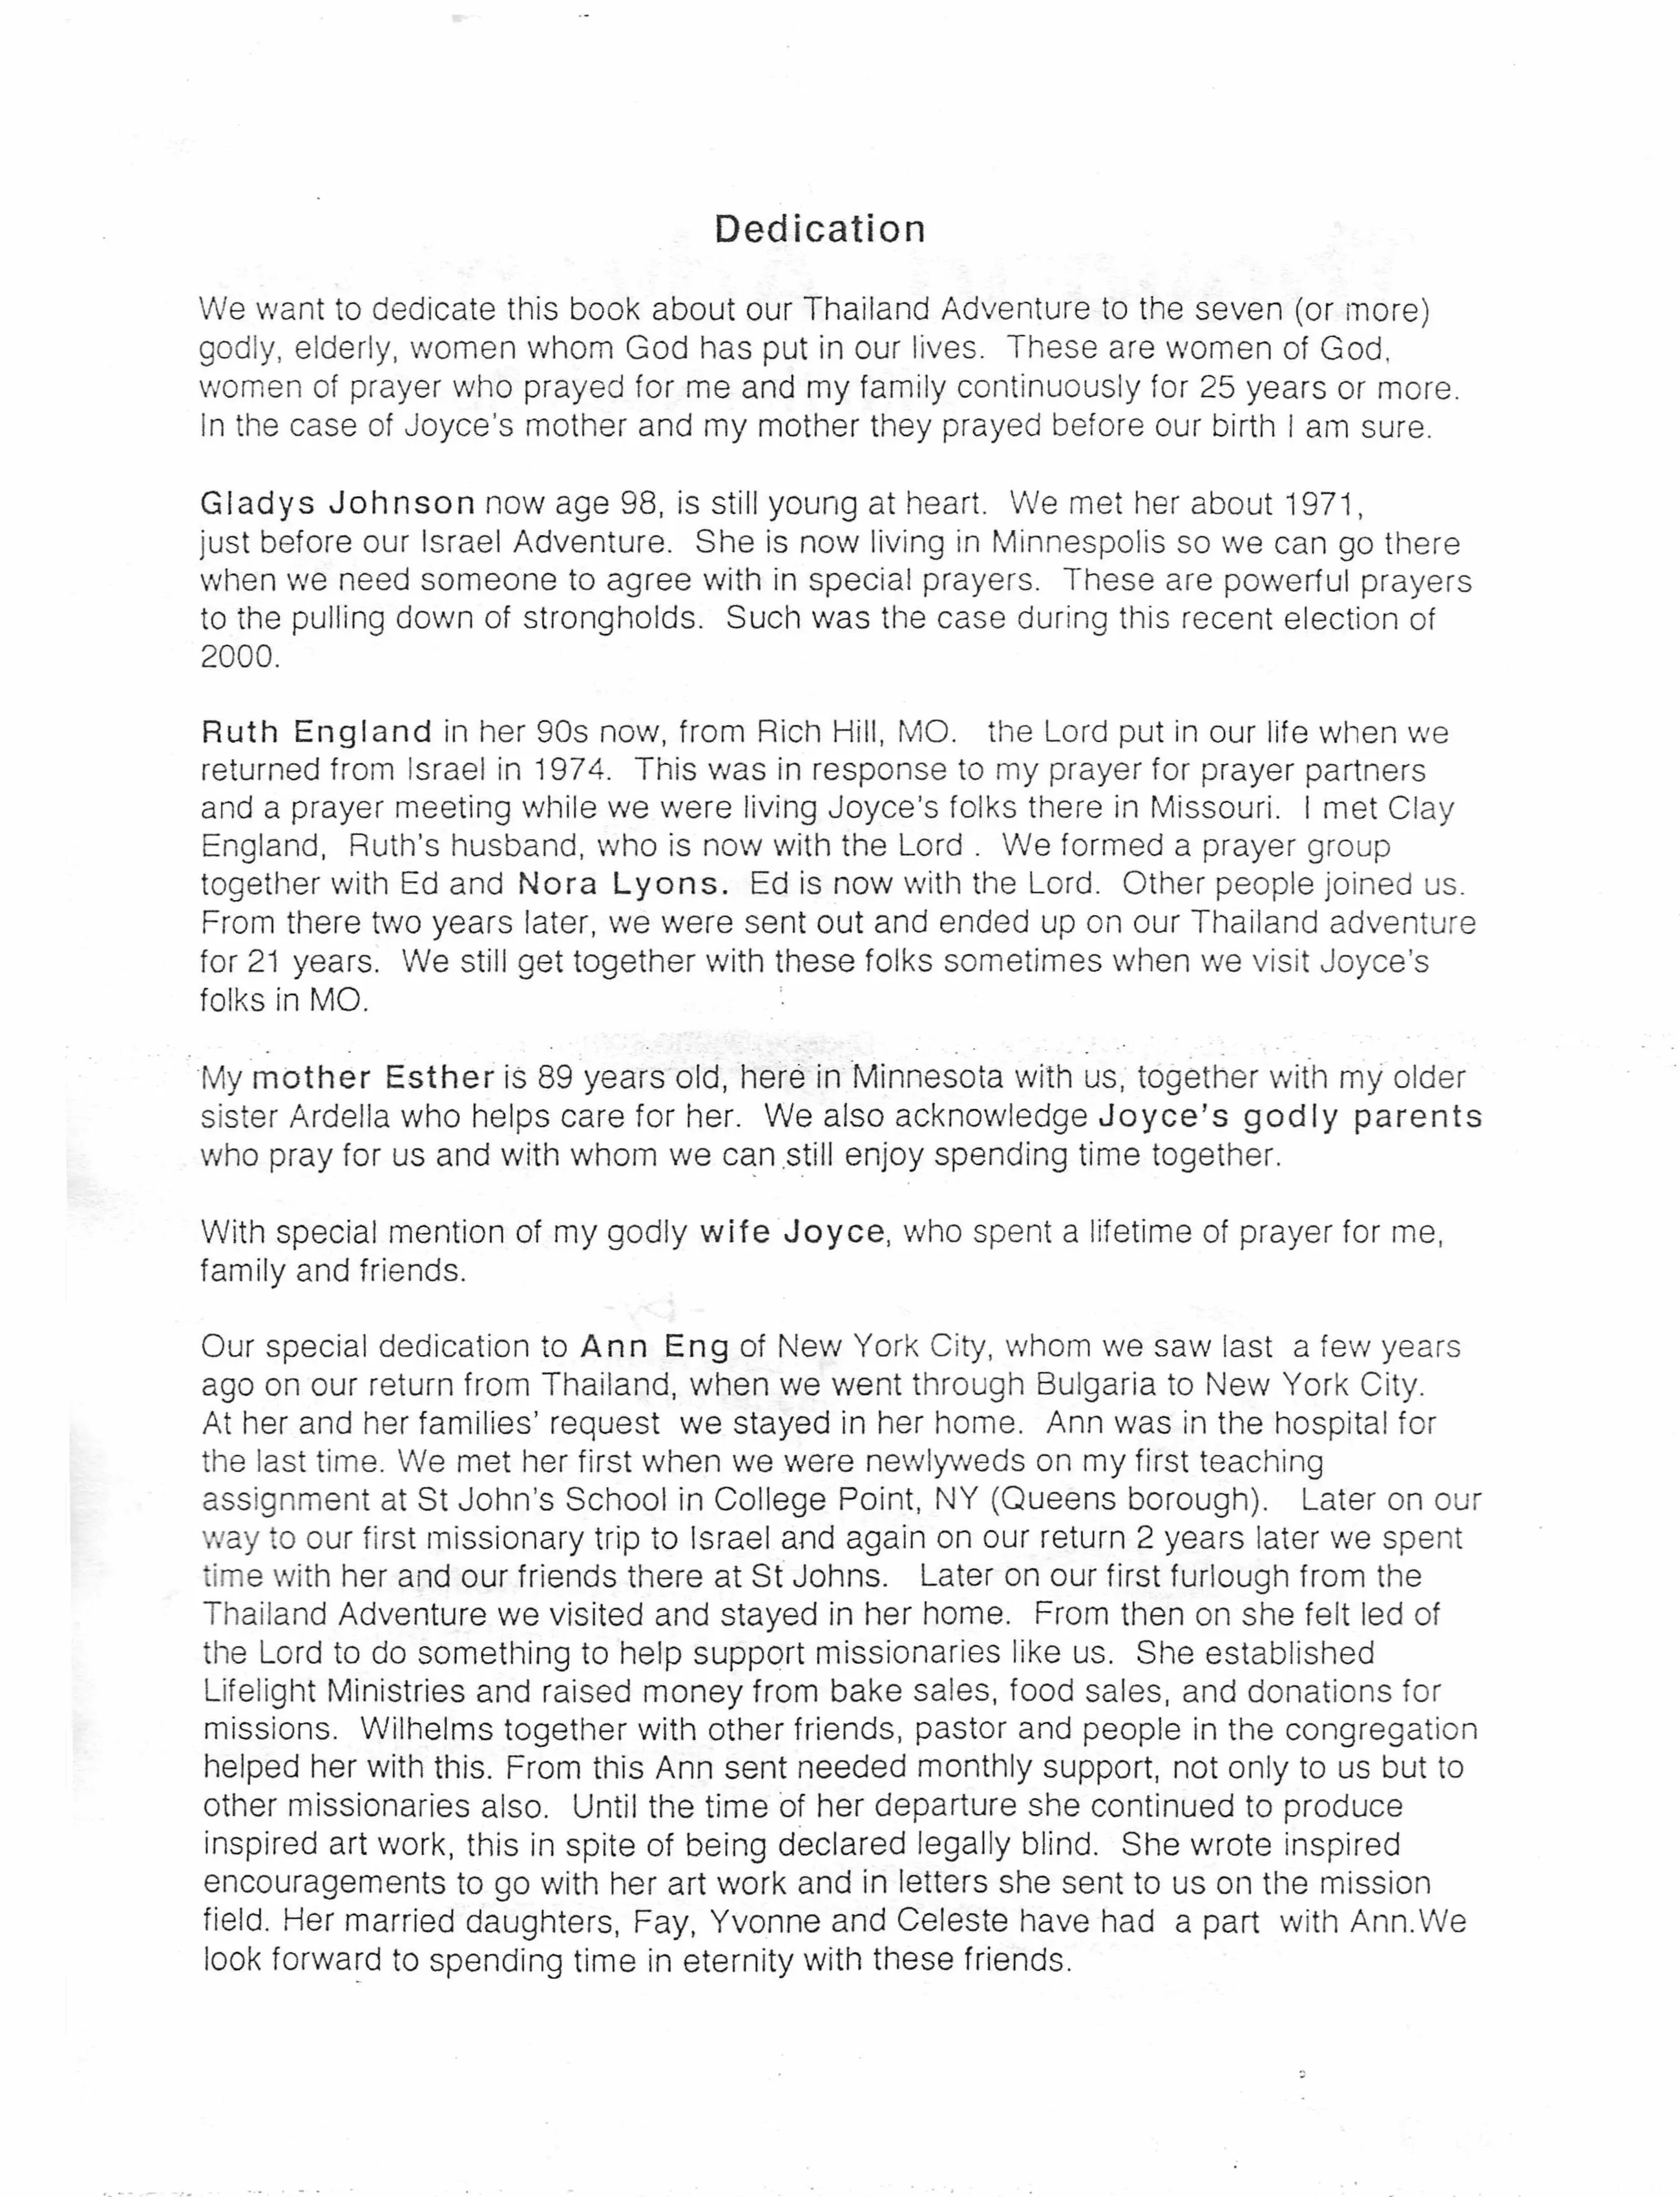 Dedication
We want to dedicate this book about our Thailand Adventure to the seven (or more)
godly, elderly, women whom God has put in our lives. These are women of God,
women of prayer who prayed for me and my family continuously for 25 years or more.
In the case of Joyce's mother and my mother they prayed before our birth I am sure.
Gladys Johnson now age 98, is still young at heart. We met her about 1971,
just before our Israel Adventure. She is now living in Minnespolis so we can go there
when we need someone to agree with in special prayers. These are powerful prayers
to the pulling down of strongholds. Such was the case during this recent election of
2000.
Ruth England in her 90s now, from Rich Hill, MO. the Lord put in our life when we
returned from Israel in 1974. This was in response to my prayer for prayer partners
and a prayer meeting while we were living Joyce's folks there in Missouri. I met Clay
England, Ruth's husband, who is now with the Lord . We formed a prayer group
together with Ed and Nora Lyons. Ed is now with the Lord. Other people joined us.
From there two years later, we were sent out and ended up on our Thailand adventure
for 21 years. We still get together with these folks sometimes when we visit Joyce's
folks in MO.
My mother Esther is 89 years old, here in Minnesota with us, together with my older
sister Ardella who helps care for her. We also acknowledge Joyce's godly parents
who pray for us and with whom we can still enjoy spending time together.
With special mention of my godly wife Joyce, who spent a lifetime of prayer for me,
family and friends.
Our special dedication to Ann Eng of New York City, whom we saw last a few years
ago on our return from Thailand, when we went through Bulgaria to New York City.
At her and her families' request we stayed in her home. Ann was in the hospital for
the last time. We met her first when we were newlyweds on my first teaching
assignment at St John's School in College Point, NY (Queens borough). Later on our
way to our first missionary trip to Israel and again on our return 2 years later we spent
time with her and our friends there at St Johns. Later on our first furlough from the
Thailand Adventure we visited and stayed in her home. From then on she felt led of
the Lord to do something to help support missionaries like us. She established
Lifelight Ministries and raised money from bake sales, food sales, and donations for
missions. Wilhelms together with other friends, pastor and people in the congregation
helped her with this. From this Ann sent needed monthly support, not only to us but to
other missionaries also. Until the time of her departure she continued to produce
inspired art work, this in spite of being declared legally blind. She wrote inspired
encouragements to go with her art work and in letters she sent to us on the mission
field. Her married daughters, Fay, Yvonne and Celeste have had a part with Ann.We
look forward to spending time in eternity with these friends.